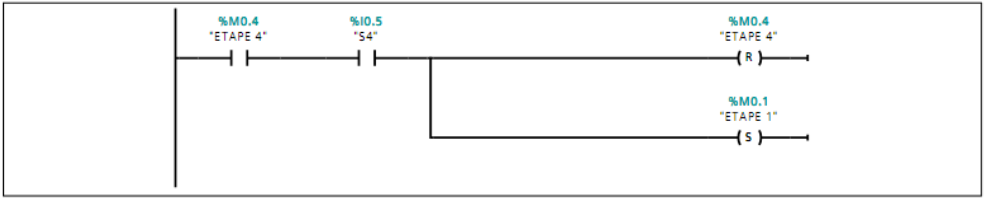 %M0.4
"ETAPE 4"
%I0.5
"S4"
%M0.4
"ETAPE 4"
R
%M0.1
"ETAPE 1"
S